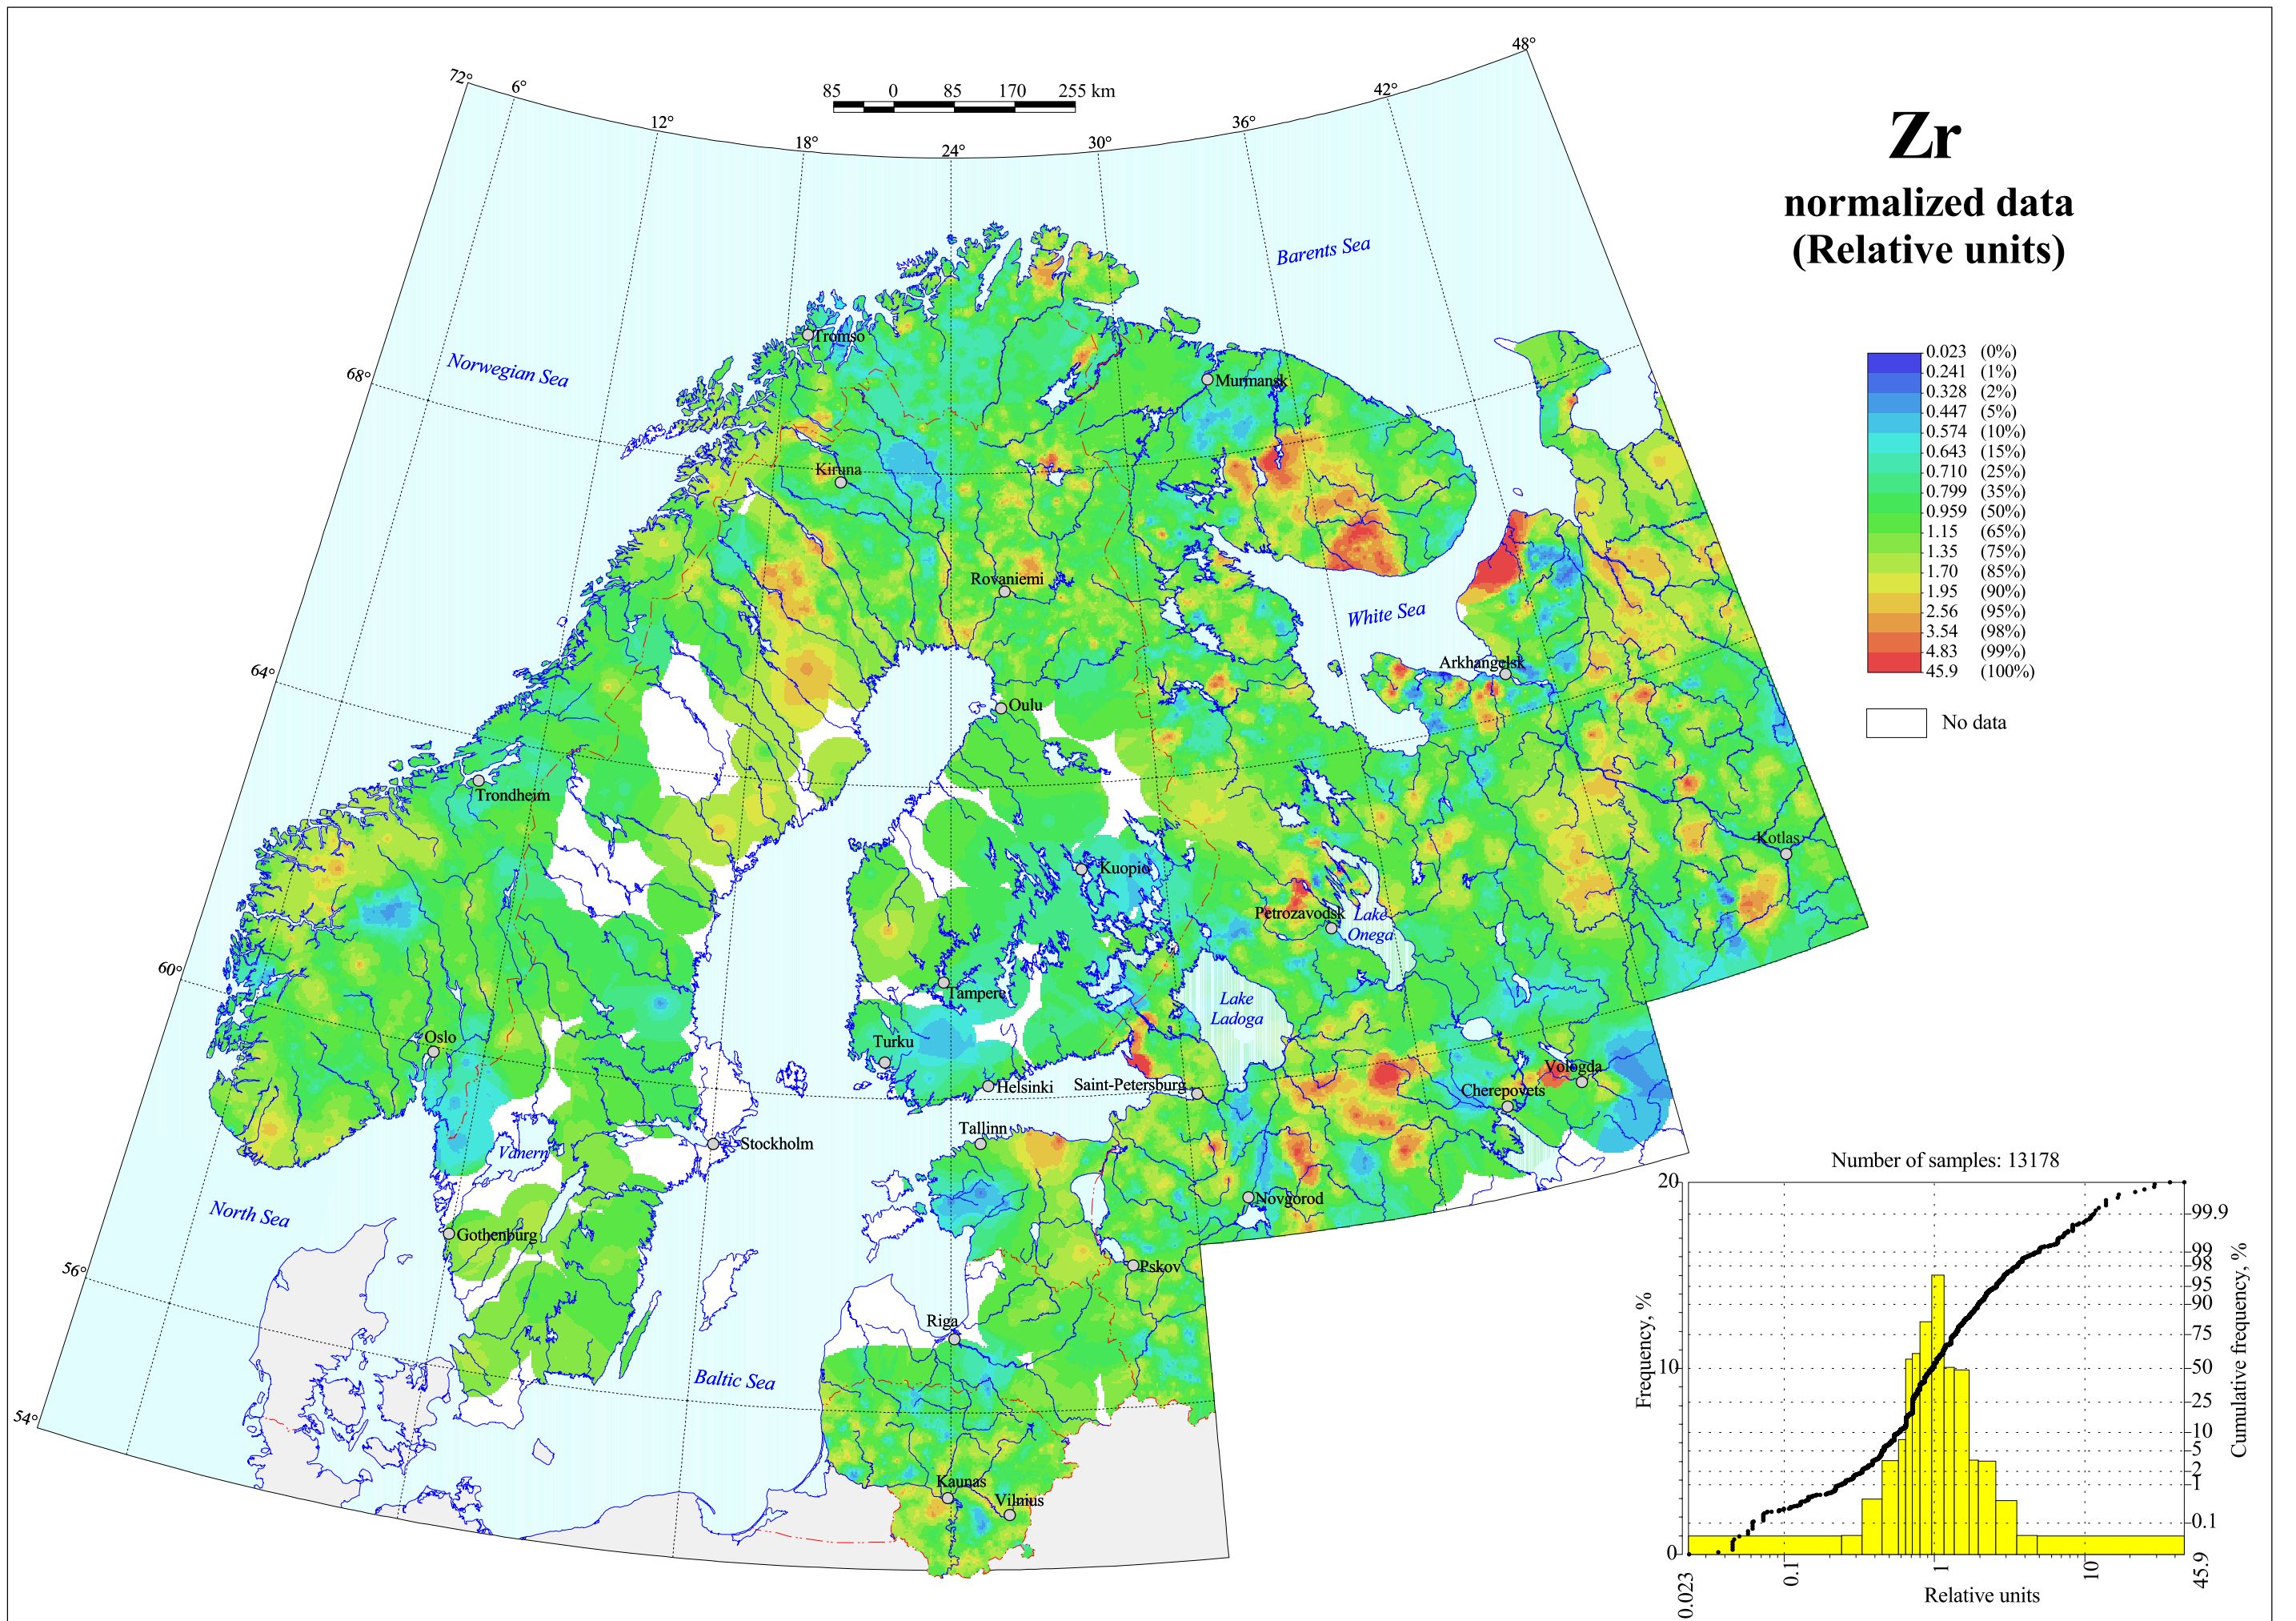 48°
72°
6°
42°
85 0 85 170 255 km
12°
36°
18°
30°
24°
Zr
normalized data
(Relative units)
Barents Sea
Norwegian Sea
Tromso
68°
Murmansk
Kiruna
Rovaniemi
White Sea
64°
Arkhangelsk
Oulu
Trondheim
Kotlas
Kuopio
Petrozavodsk
Lake
Onega
60°
Tampere
Lake
Ladoga
Oslo
Turku
Vologda
Helsinki
Saint-Petersburg
Cherepovets
Tallinn
Stockholm
Vanern
Novgorod
North Sea
Gothenburg
56°
Pskov
Riga
Baltic Sea
54°
Kaunas
Vilnius
0.023 (0%)
0.241 (1%)
0.328 (2%)
0.447 (5%)
0.574 (10%)
0.643 (15%)
0.710 (25%)
0.799 (35%)
0.959 (50%)
1.15 (65%)
1.35 (75%)
1.70 (85%)
1.95 (90%)
2.56 (95%)
3.54 (98%)
4.83 (99%)
45.9 (100%)
No data
Number of samples: 13178
20
10
0
Frequency, %
99.9
99
98
95
90
75
50
25
10
5
2
1
0.1
Cumulative frequency, %
0.023
0.1
1
10
45.9
Relative units